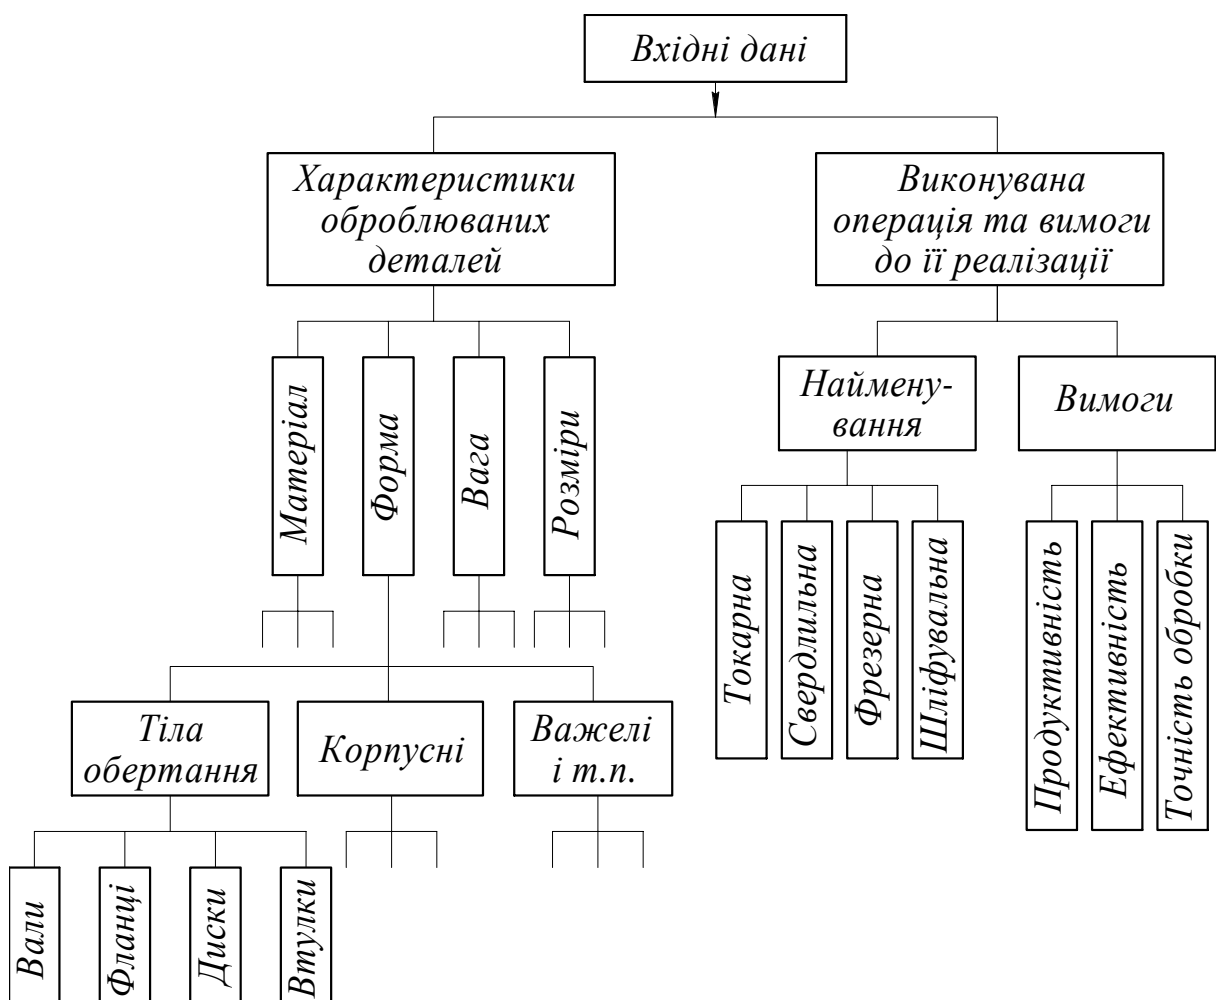 Вхідні дані
Характеристики
оброблюваних
деталей
Виконувана
операція та вимоги
до її реалізації
Матеріал
Форма
Вага
Розміри
Наймену-
вання
Вимоги
Токарна
Свердлильна
Фрезерна
Шліфувальна
Продуктивність
Ефективність
Точність обробки
Тіла
обертання
Корпусні
Важелі
і т.п.
Вали
Фланці
Диски
Втулки